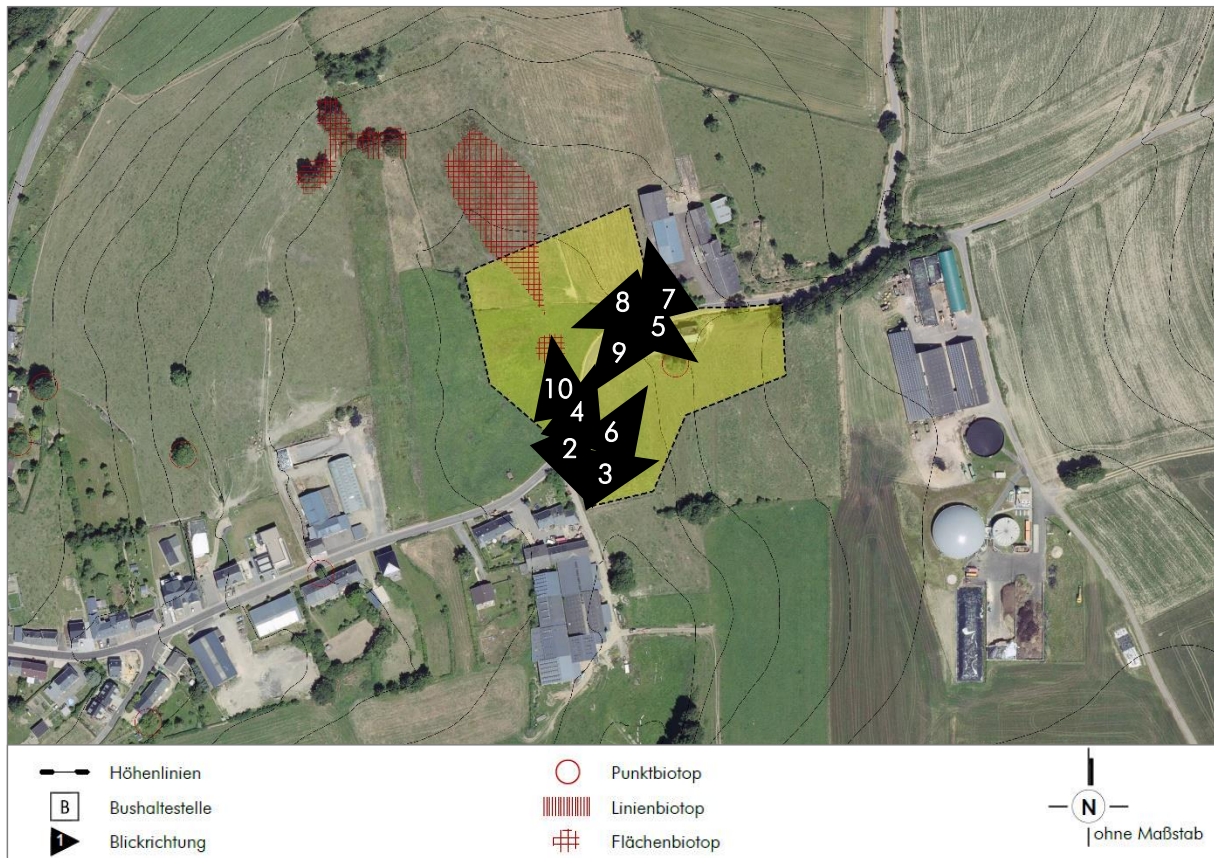 8
7
5
9
10
4
6
2
3
Höhenlinien
Punktbiotop
B
Bushaltestelle
Linienbiotop
N
1
Blickrichtung
Flächenbiotop
ohne Maßstab